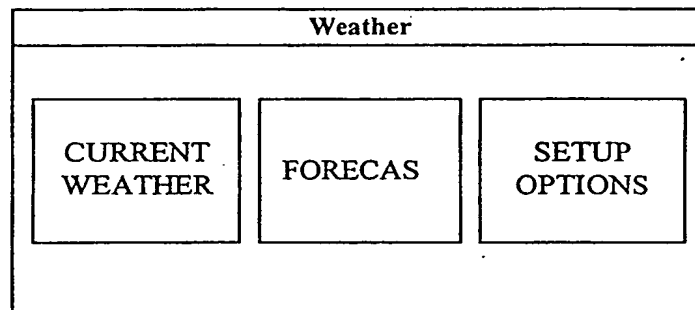 Weather
CURRENT
WEATHER
FORECAS
SETUP
OPTIONS